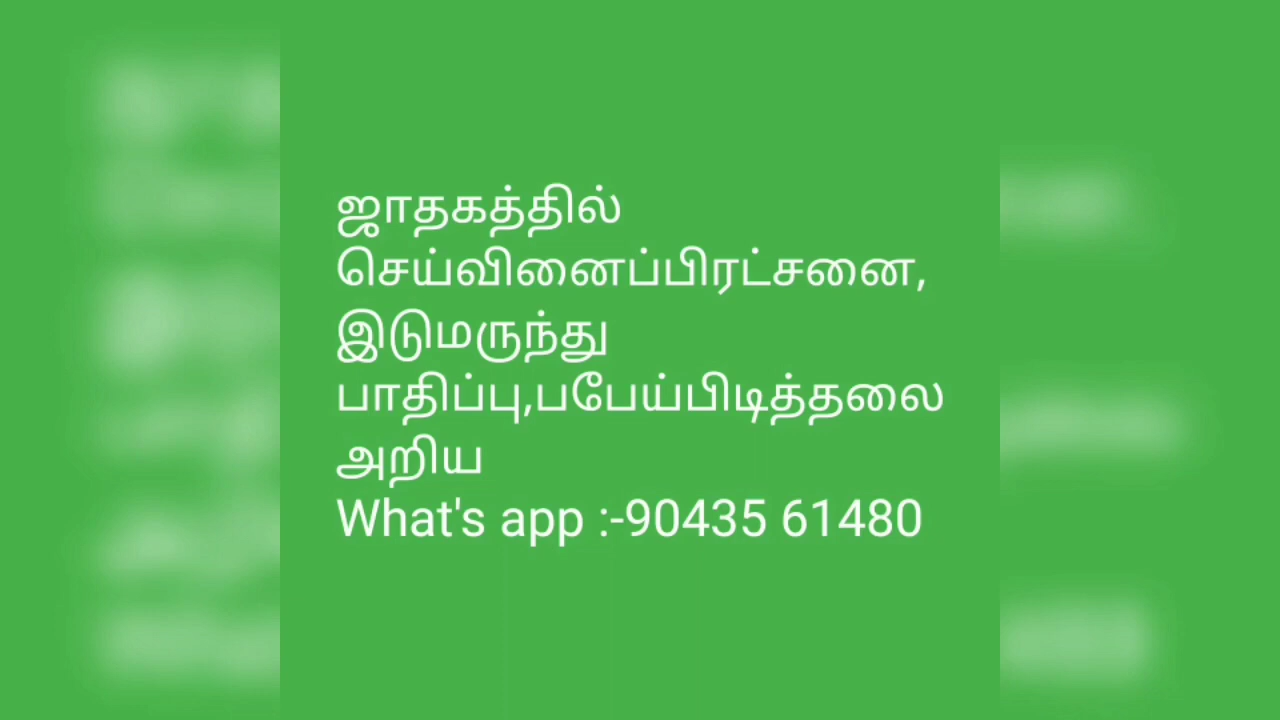 ஜாதகத்தில்
செய்வினைப்பிரட்சனை,
இடுமருந்து
பாதிப்பு,பபேய்பிடித்தலை
அறிய
What's app :-90435 61480